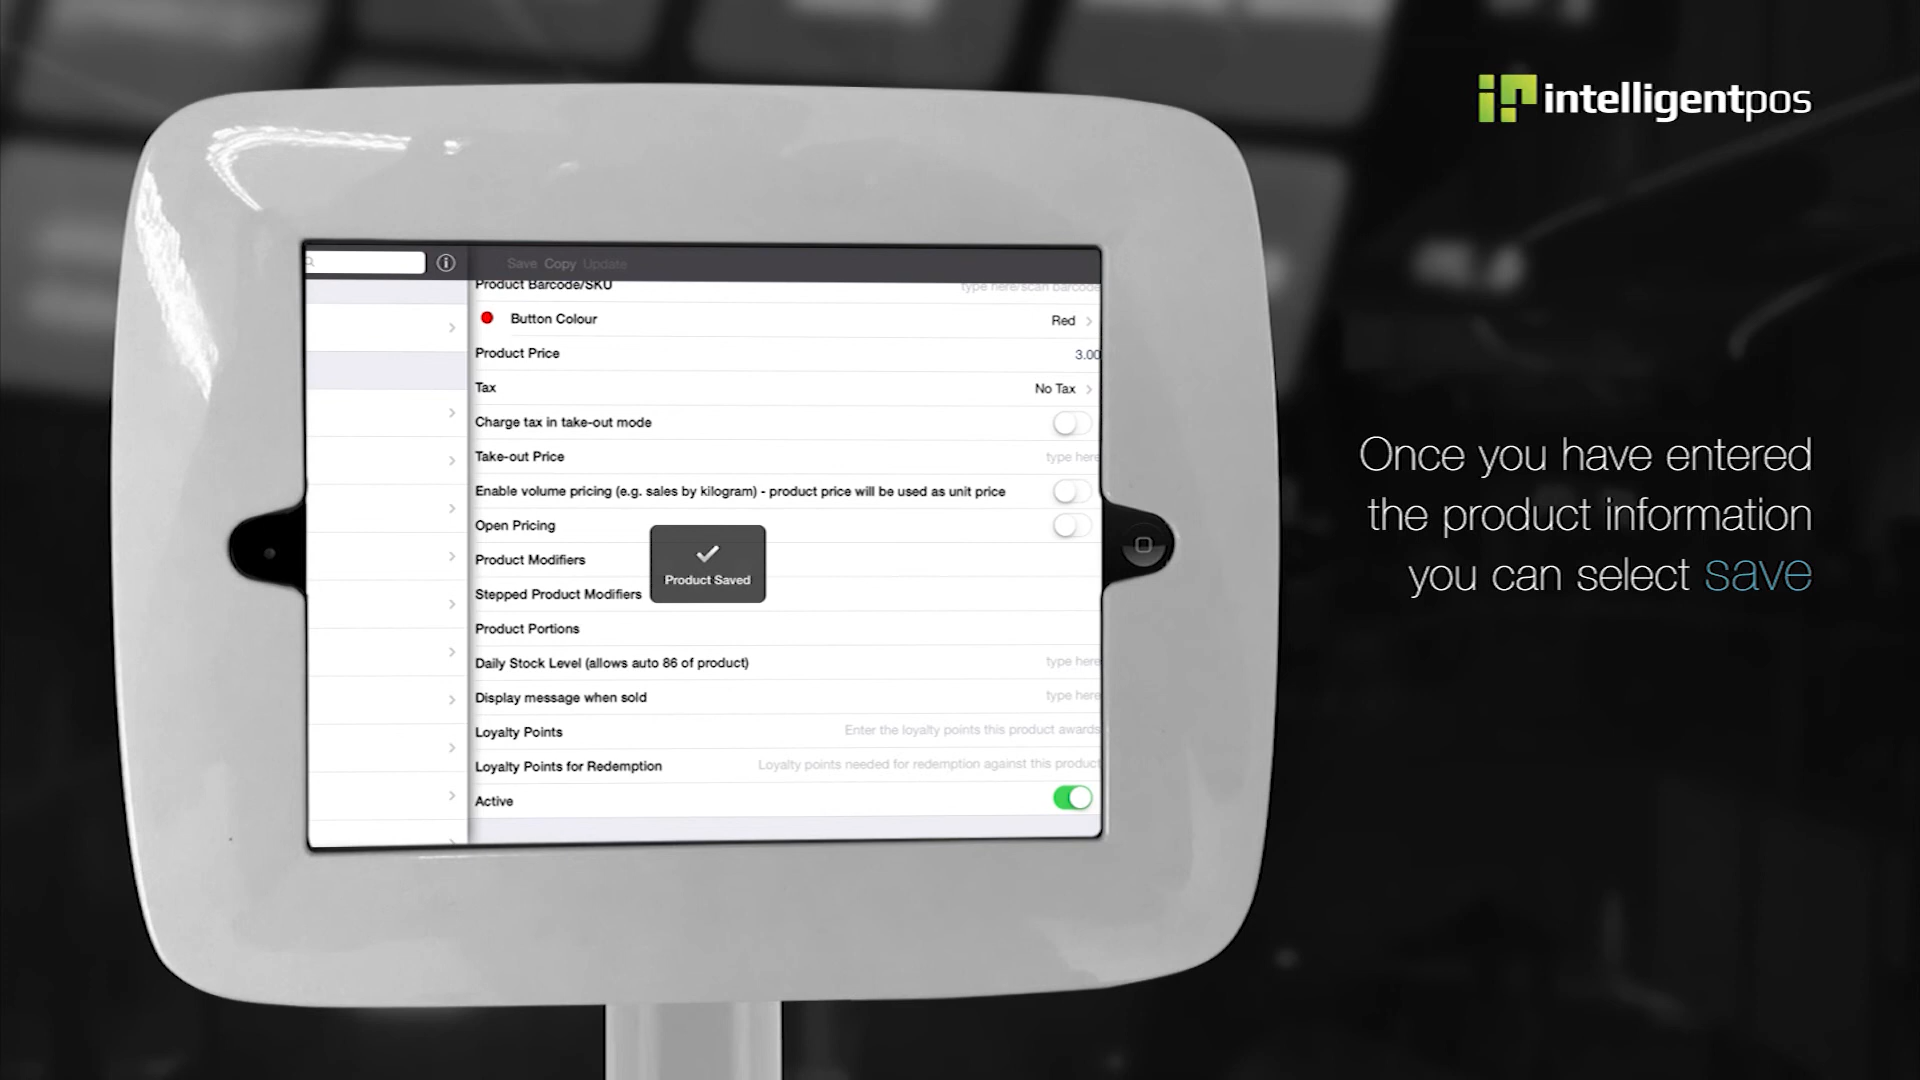 intelligentpos
Save Copy Update
Product Barcode/SKU type here/scan barcode
Button Colour Red
Product Price 3.00
Tax No Tax
Charge tax in take-out mode
Take-out Price type here
Enable volume pricing (e.g. sales by kilogram) - product price will be used as unit price
Open Pricing
Product Modifiers
Product Saved
Stepped Product Modifiers
Product Portions
Daily Stock Level (allows auto 86 of product) type here
Display message when sold type here
Loyalty Points Enter the loyalty points this product awards
Loyalty Points for Redemption Loyalty points needed for redemption against this product
Active
Once you have entered
the product information
you can select save